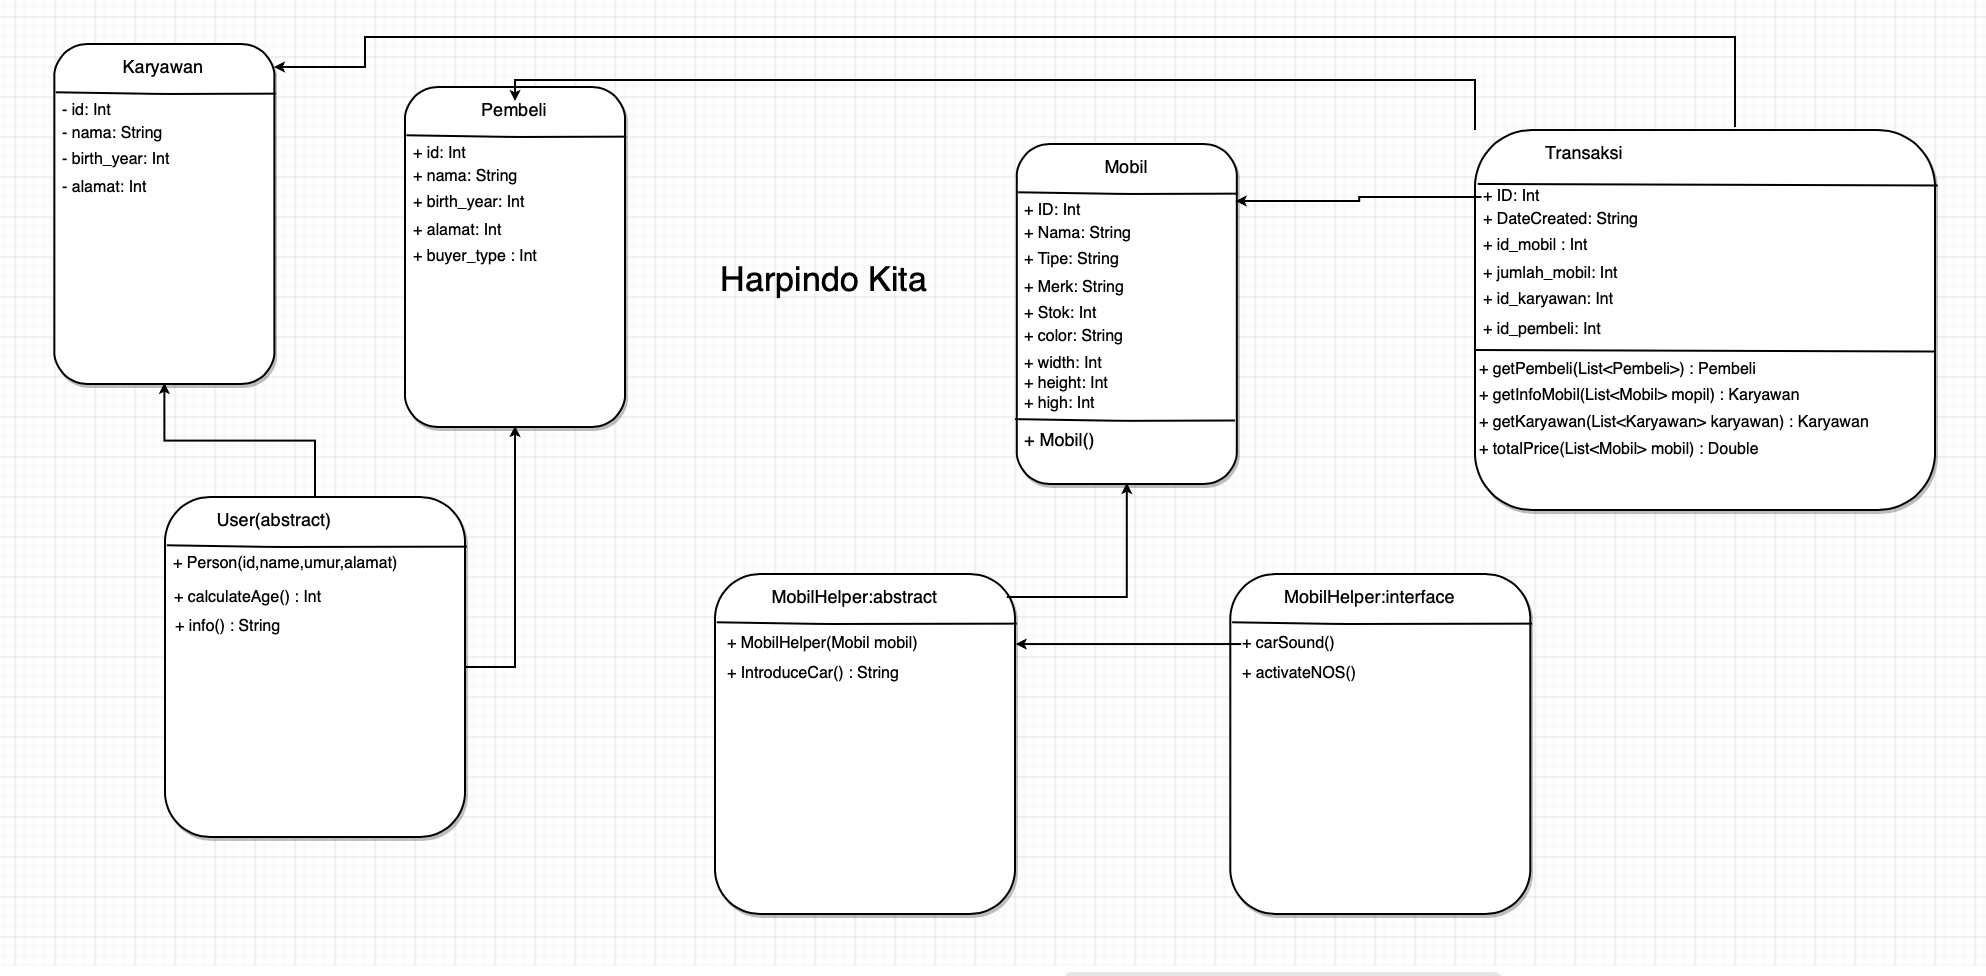 Karyawan
- id: Int
- nama: String
- birth_year: Int
- alamat: Int
Pembeli
+ id: Int
+ nama: String
+ birth_year: Int
+ alamat: Int
+ buyer_type : Int
Harpindo Kita
Mobil
+ ID: Int
+ Nama: String
+ Tipe: String
+ Merk: String
+ Stok: Int
+ color: String
+ width: Int
+ height: Int
+ high: Int
+ Mobil()
Transaksi
+ ID: Int
+ DateCreated: String
+ id_mobil : Int
+ jumlah_mobil: Int
+ id_karyawan: Int
+ id_pembeli: Int
+ getPembeli(List<Pembeli>) : Pembeli
+ getInfoMobil(List<Mobil> mopil) : Karyawan
+ getKaryawan(List<Karyawan> karyawan) : Karyawan
+ totalPrice(List<Mobil> mobil) : Double
User(abstract)
+ Person(id,name,umur,alamat)
+ calculateAge() : Int
+ info() : String
MobilHelper:abstract
+ MobilHelper(Mobil mobil)
+ IntroduceCar() : String
MobilHelper:interface
+ carSound()
+ activateNOS()